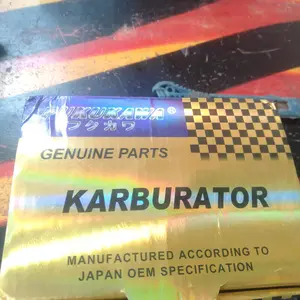 FUKUKAWA®
フクカワ
GENUINE PARTS
KARBURATOR
MANUFACTURED ACCORDING TO
JAPAN OEM SPECIFICATION